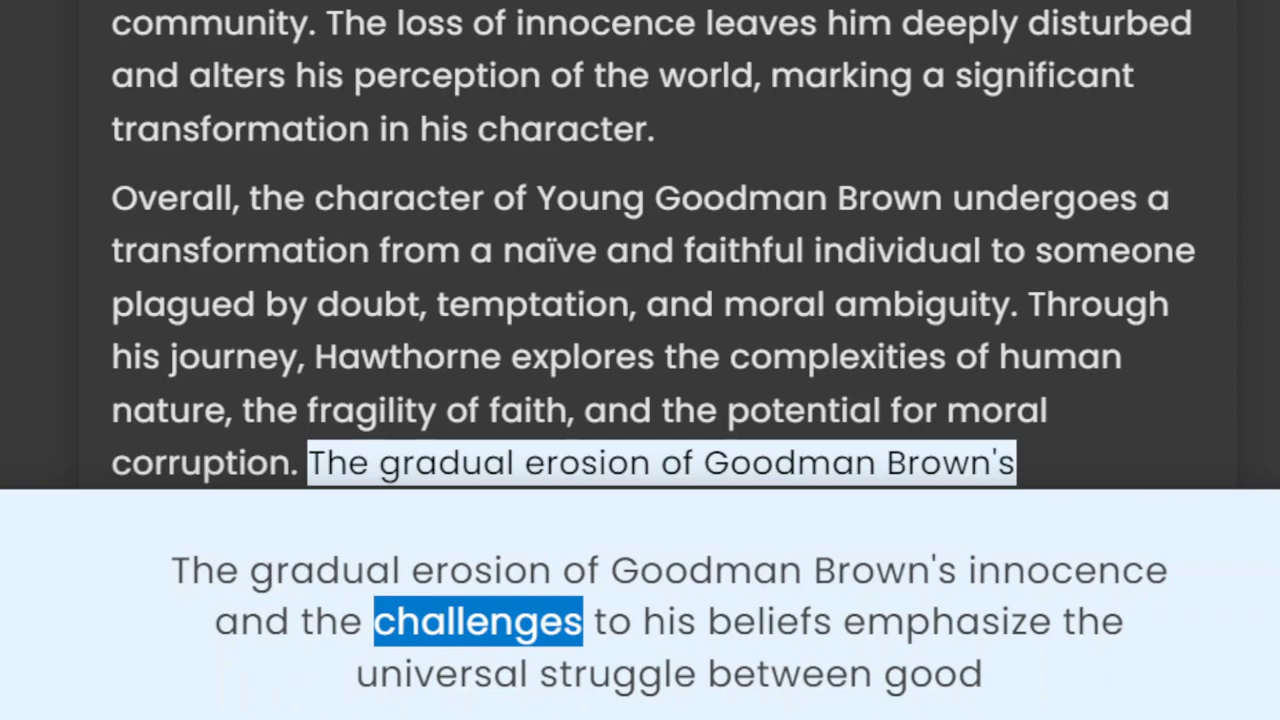 community. The loss of innocence leaves him deeply disturbed
and alters his perception of the world, marking a significant
transformation in his character.
Overall, the character of Young Goodman Brown undergoes a
transformation from a naïve and faithful individual to someone
plagued by doubt, temptation, and moral ambiguity. Through
his journey, Hawthorne explores the complexities of human
nature, the fragility of faith, and the potential for moral
corruption. The gradual erosion of Goodman Brown's
The gradual erosion of Goodman Brown's innocence
and the challenges to his beliefs emphasize the
universal struggle between good